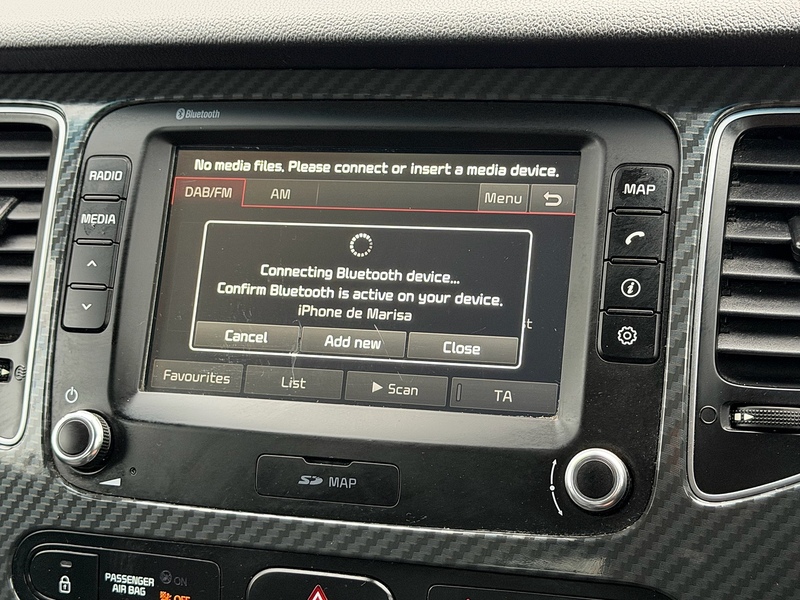 Bluetooth
No media files. Please connect or insert a media device.
DAB/FM AM Menu
Connecting Bluetooth device...
Confirm Bluetooth is active on your device.
iPhone de Marisa
Cancel Add new Close
Favourites List Scan TA
RADIO
MEDIA
MAP
SD MAP
PASSENGER
AIR BAG
ON
OFF